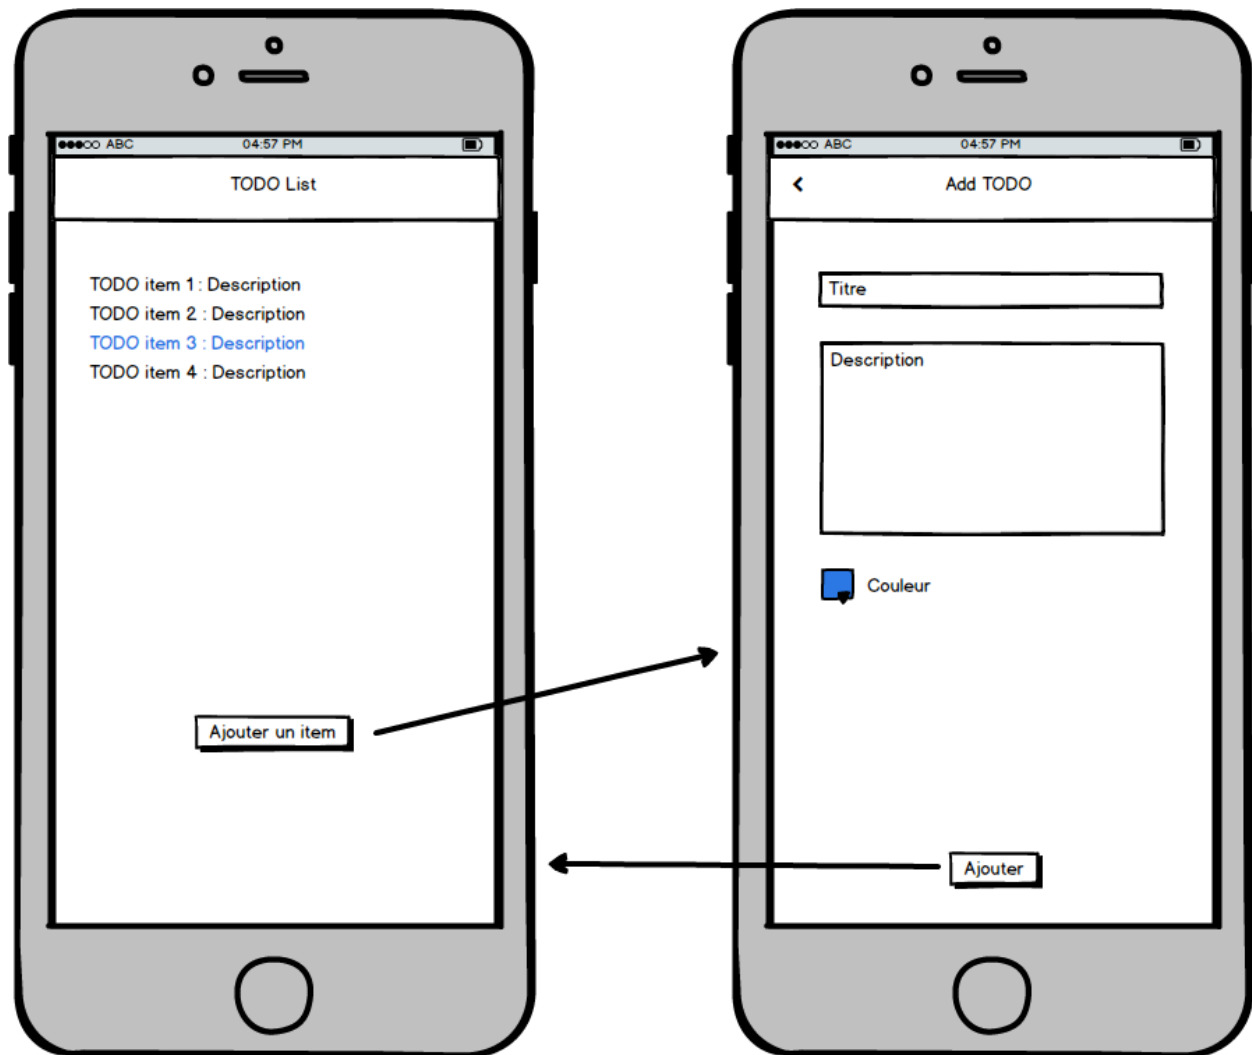 ABC 04:57 PM
TODO List
TODO item 1 : Description
TODO item 2 : Description
TODO item 3 : Description
TODO item 4 : Description
Ajouter un item
ABC 04:57 PM
Add TODO
Titre
Description
Couleur
Ajouter